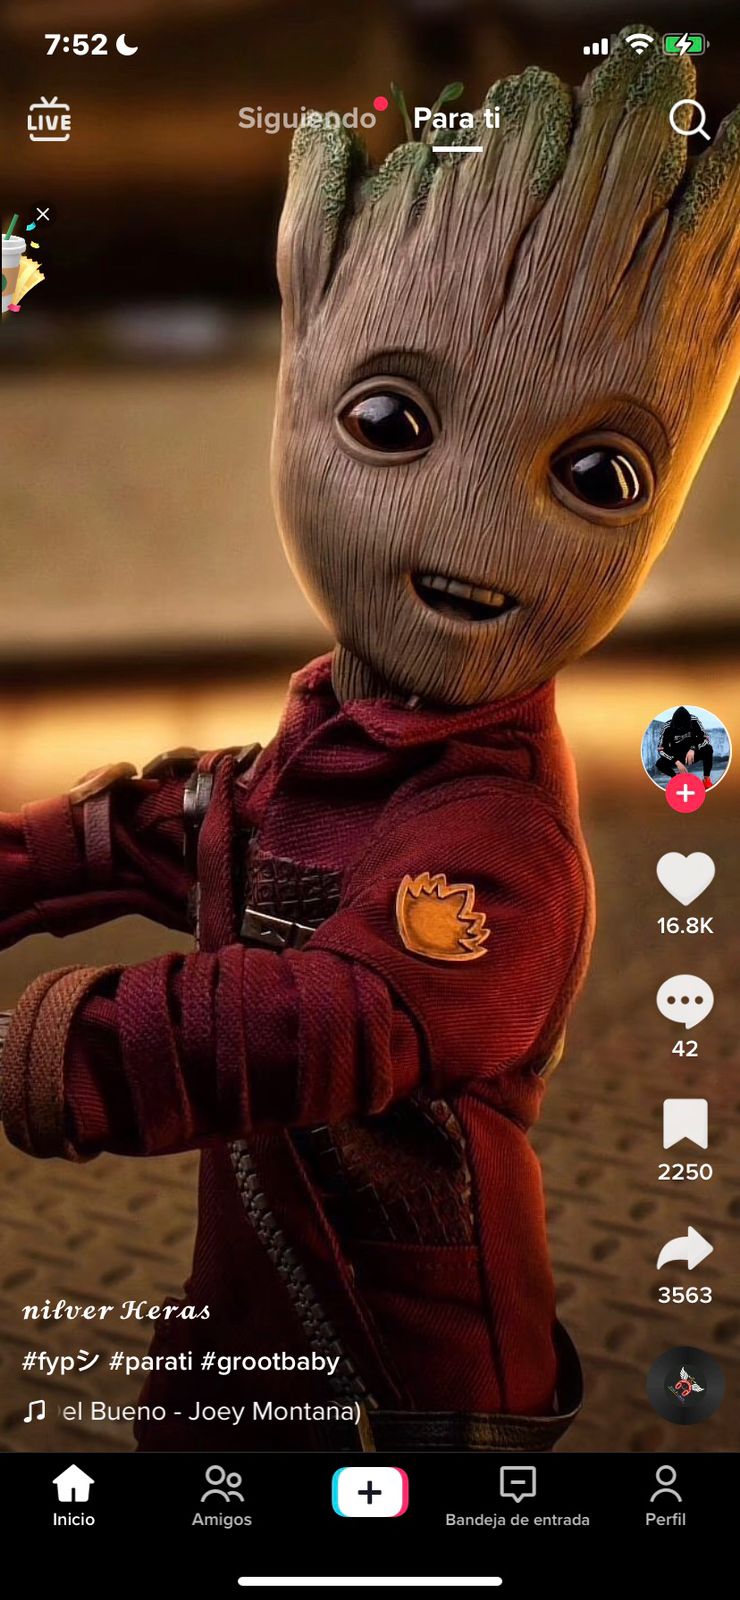 7:52
LIVE
Siguiendo
Para ti
16.8K
42
2250
3563
nilver Heras
#fypシ #parati #grootbaby
el Bueno - Joey Montana)
Inicio
Amigos
Bandeja de entrada
Perfil